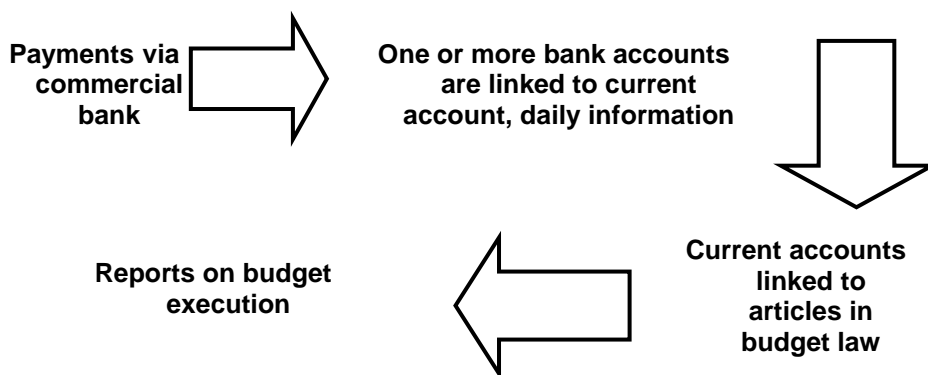 Payments via
commercial
bank
One or more bank accounts
are linked to current
account, daily information
Current accounts
linked to
articles in
budget law
Reports on budget
execution